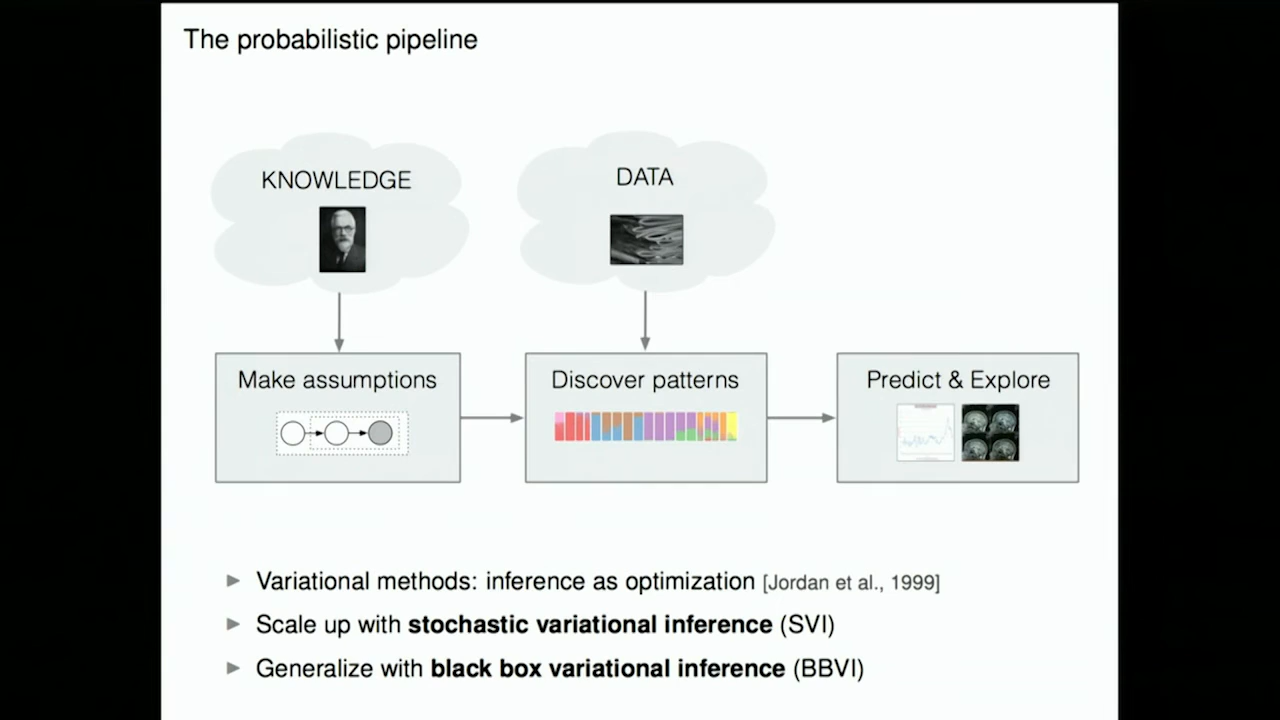 The probabilistic pipeline
KNOWLEDGE
DATA
Make assumptions
Discover patterns
Predict & Explore
► Variational methods: inference as optimization [Jordan et al., 1999]
► Scale up with stochastic variational inference (SVI)
► Generalize with black box variational inference (BBVI)